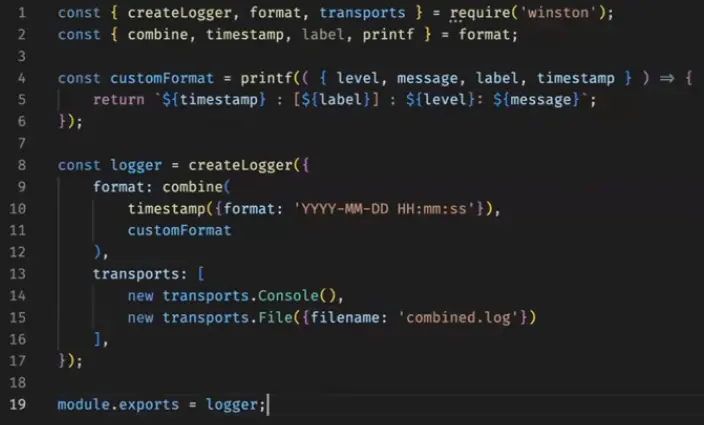 1 const { createLogger, format, transports } = require('winston');
2 const { combine, timestamp, label, printf } = format;
3
4 const customFormat = printf(( { level, message, label, timestamp } ) => {
5     return `${timestamp} : [${label}] : ${level}: ${message}`;
6 });
7
8 const logger = createLogger({
9     format: combine(
10         timestamp({format: 'YYYY-MM-DD HH:mm:ss'}),
11         customFormat
12     ),
13     transports: [
14         new transports.Console(),
15         new transports.File({filename: 'combined.log'})
16     ],
17 });
18
19 module.exports = logger;